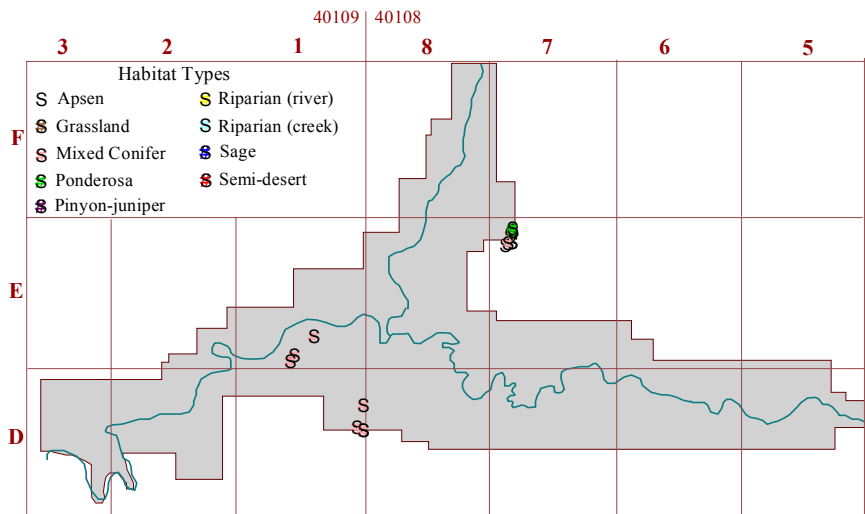 40109 40108
3 2 1 8 7 6 5
Habitat Types
S Apsen S Riparian (river)
S Grassland S Riparian (creek)
S Mixed Conifer S Sage
S Ponderosa S Semi-desert
S Pinyon-juniper
F
S
S
S S
E
S
S
S
S
D
S S